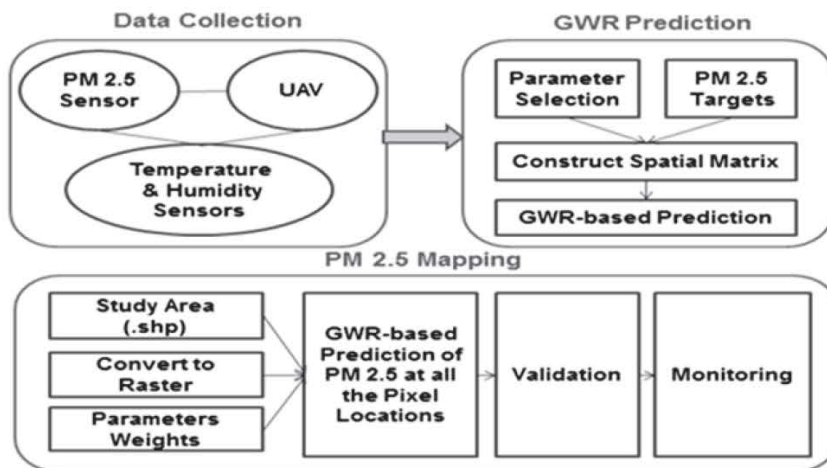 Data Collection
PM 2.5
Sensor
UAV
Temperature
& Humidity
Sensors
GWR Prediction
Parameter
Selection
PM 2.5
Targets
Construct Spatial Matrix
GWR-based Prediction
PM 2.5 Mapping
Study Area
(.shp)
Convert to
Raster
Parameters
Weights
GWR-based
Prediction of
PM 2.5 at all
the Pixel
Locations
Validation
Monitoring